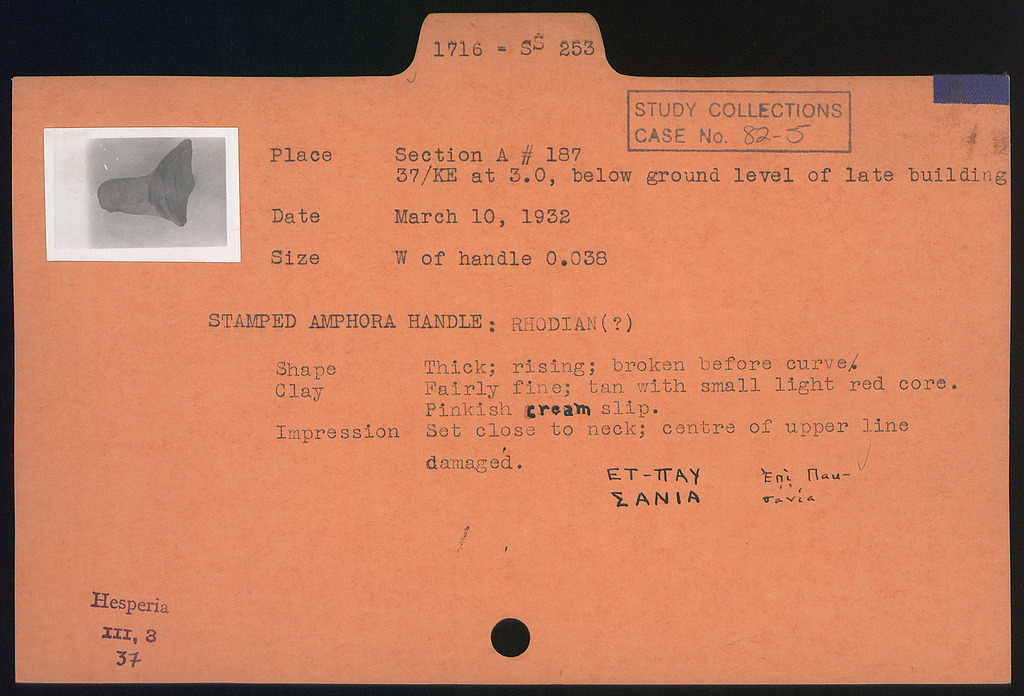 1716 - SS 253
STUDY COLLECTIONS
CASE No. 82-5
Place Section A # 187
37/KE at 3.0, below ground level of late building
Date March 10, 1932
Size W of handle 0.038
STAMPED AMPHORA HANDLE: RHODIAN(?)
Shape Thick; rising; broken before curve.
Clay Fairly fine; tan with small light red core.
Pinkish cream slip.
Impression Set close to neck; centre of upper line
damaged.
ΕΤ-ΠΑΥ Ἐπὶ Παυ-
ΣΑΝΙΑ σανία
Hesperia
III, 3
37